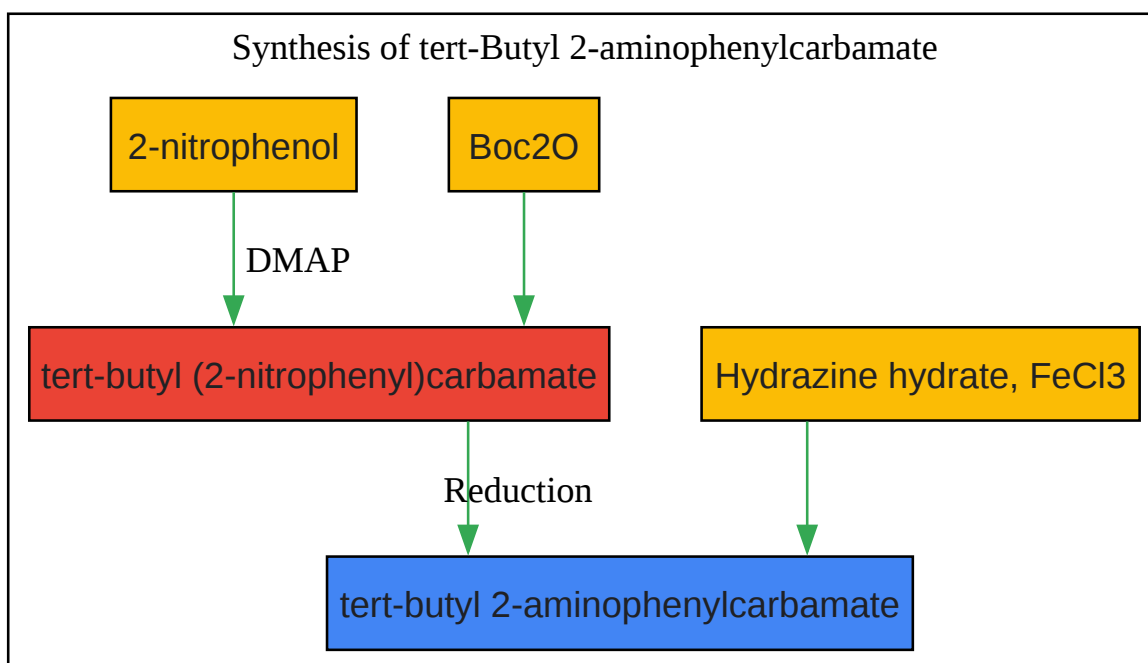 Synthesis of tert-Butyl 2-aminophenylcarbamate
2-nitrophenol
Boc2O
DMAP
tert-butyl (2-nitrophenyl)carbamate
Hydrazine hydrate, FeCl3
Reduction
tert-butyl 2-aminophenylcarbamate